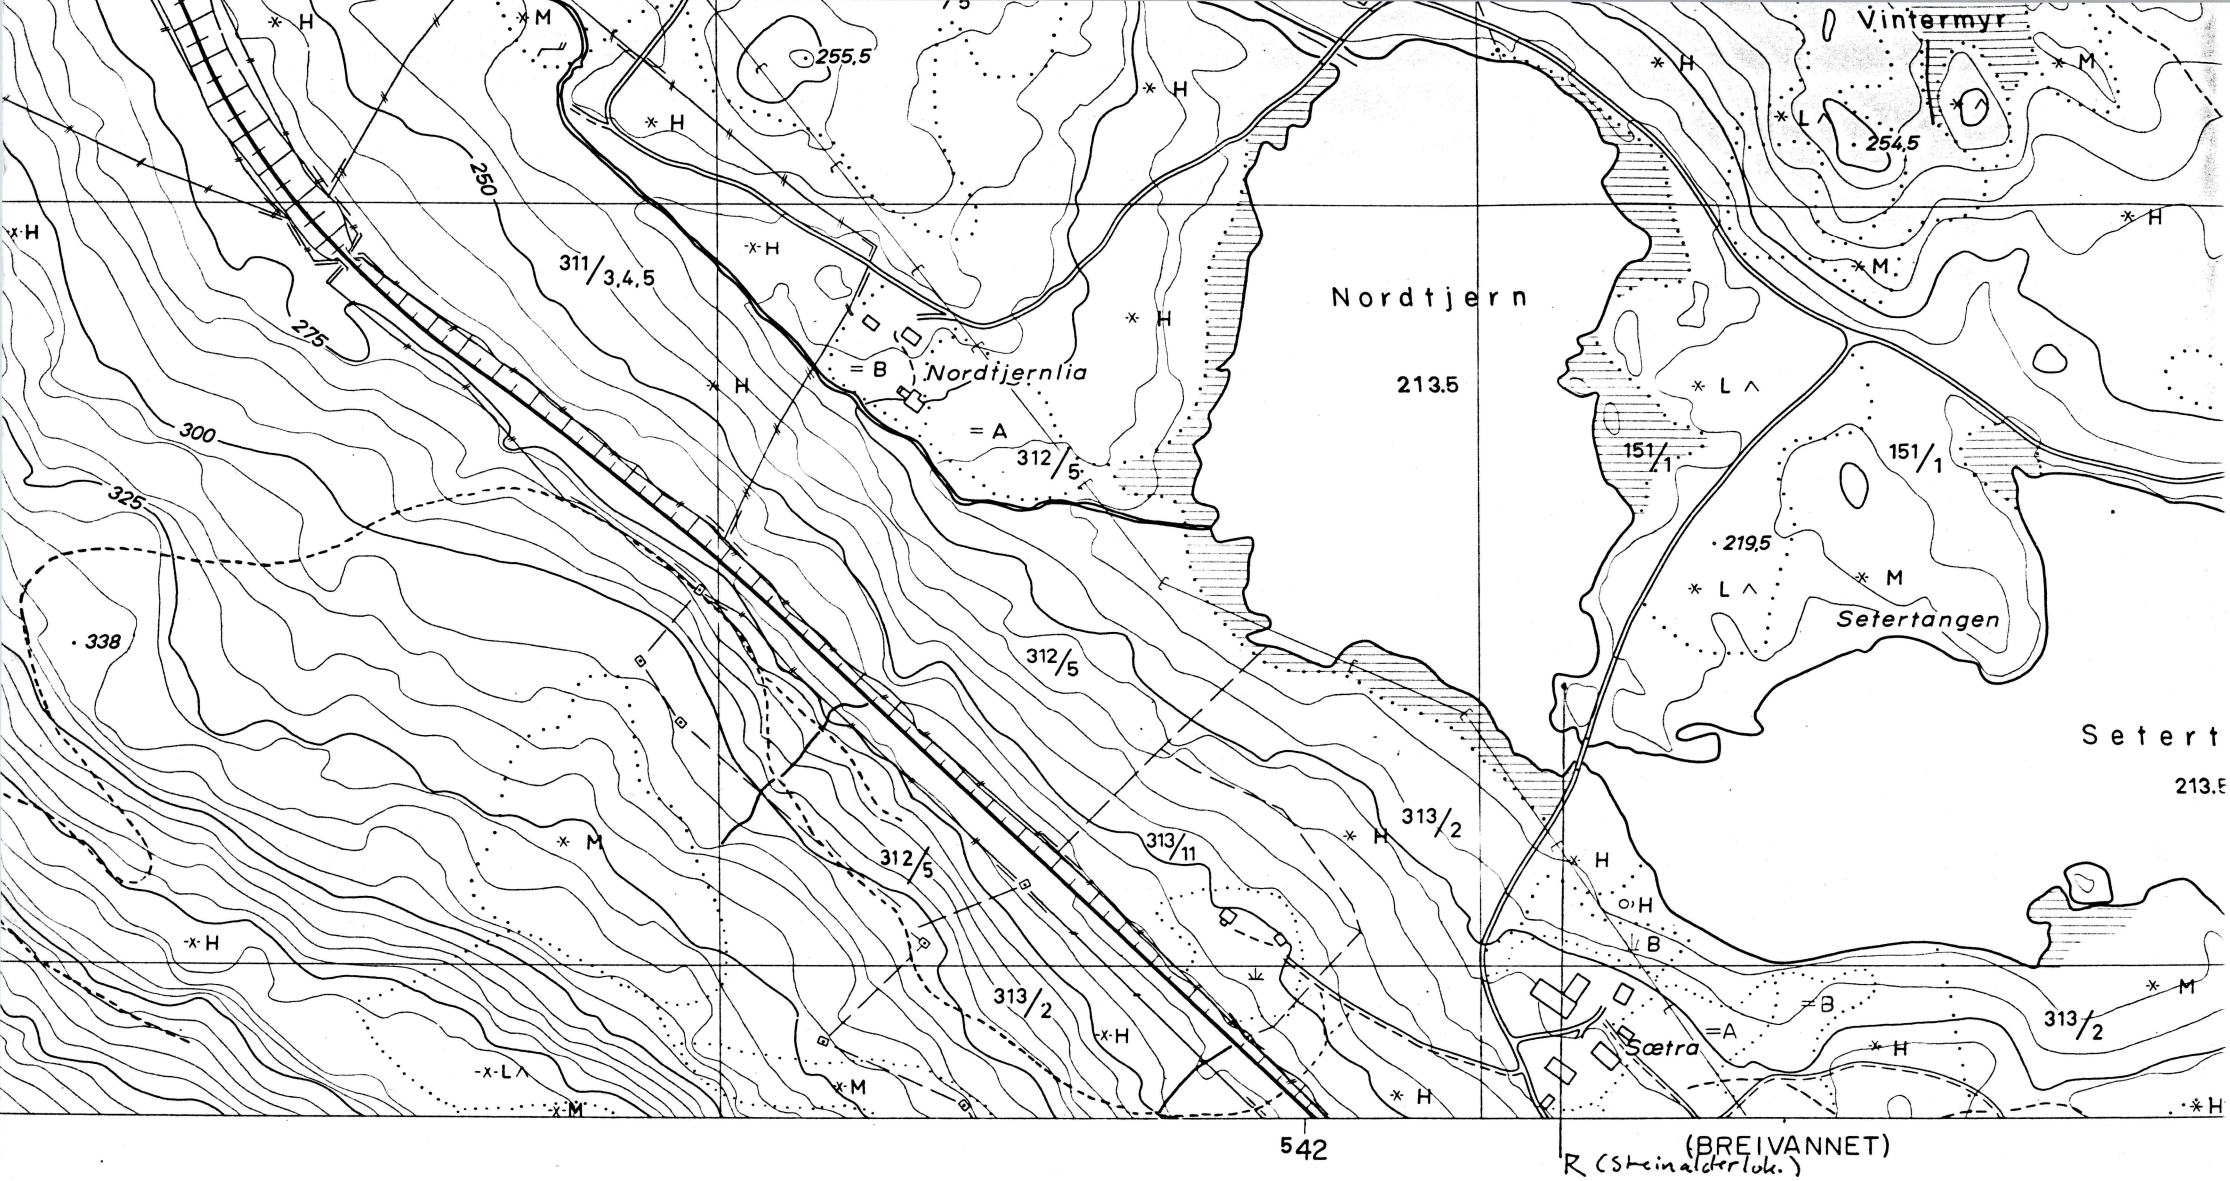 Vintermyr
H
M
255,5
H
H
M
H
L
254,5
H
250
H
H
H
311/3,4,5
M
Nordtjern
H
275
213.5
= B
Nordtjernlia
H
L
= A
300
312/5
151/1
151/1
325
219,5
M
L
Setertangen
338
312/5
Setert
213.5
M
313/2
H
313/11
312/5
H
H
B
H
313/2
M
= B
313/2
H
= A
Sætra
H
L
M
M
H
H
542
(BREIVANNET)
R (Steinalderlok.)